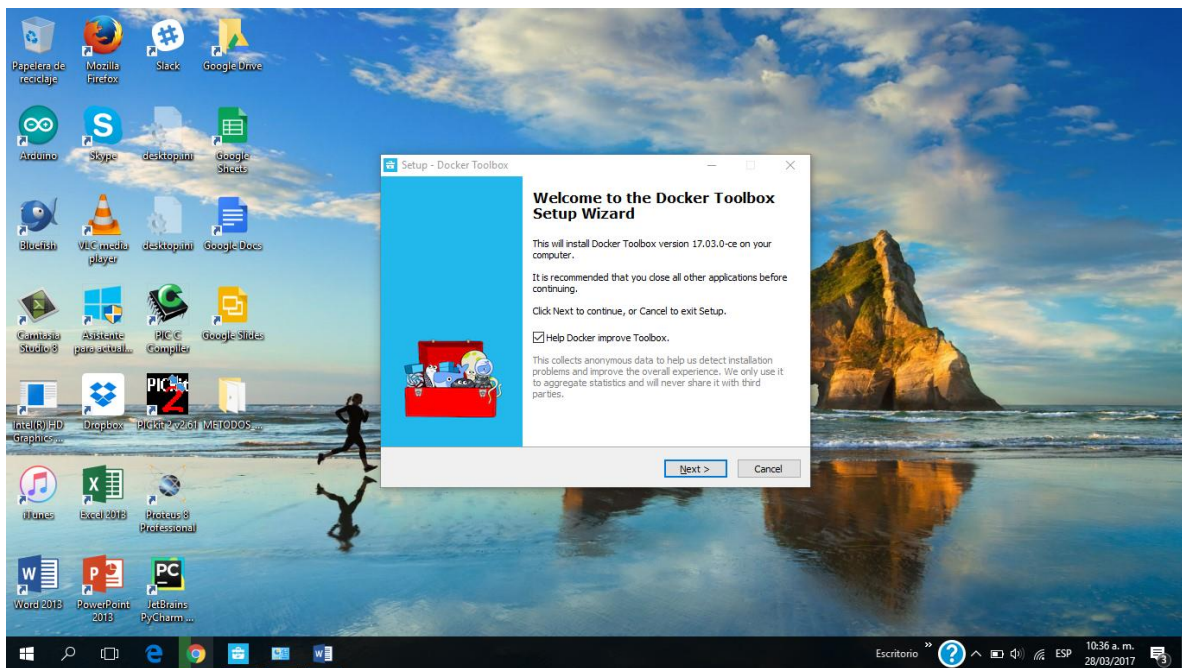 Papelera de
reciclaje
Mozilla
Firefox
Slack
Google Drive
Arduino
Skype
desktop.ini
Google
Sheets
Bluefish
VLC media
player
desktop.ini
Google Docs
Camtasia
Studio 8
Asistente
para actuali...
PIC C
Compiler
Google Slides
Intel(R) HD
Graphics ...
Dropbox
PICkit 2 v2.61
METODOS_...
iTunes
Excel 2013
Proteus 8
Professional
Word 2013
PowerPoint
2013
PC
JetBrains
PyCharm ...
Setup - Docker Toolbox
Welcome to the Docker Toolbox
Setup Wizard
This will install Docker Toolbox version 17.03.0-ce on your
computer.
It is recommended that you close all other applications before
continuing.
Click Next to continue, or Cancel to exit Setup.
Help Docker improve Toolbox.
This collects anonymous data to help us detect installation
problems and improve the overall experience. We only use it
to aggregate statistics and will never share it with third
parties.
Next >
Cancel
Escritorio
ESP
10:36 a. m.
28/03/2017
3